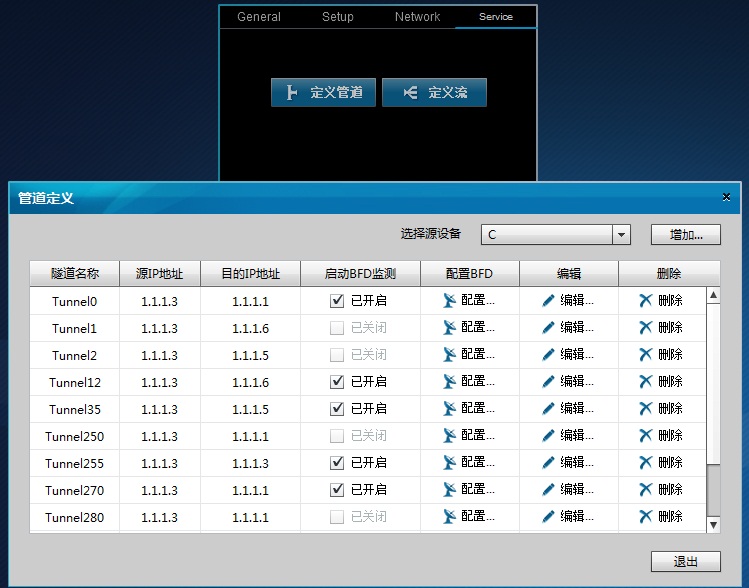 General Setup Network Service
定义管道 定义流
管道定义
选择源设备 C 增加...
隧道名称 源IP地址 目的IP地址 启动BFD监测 配置BFD 编辑 删除
Tunnel0 1.1.1.3 1.1.1.1 已开启 配置... 编辑... 删除
Tunnel1 1.1.1.3 1.1.1.6 已关闭 配置... 编辑... 删除
Tunnel2 1.1.1.3 1.1.1.5 已关闭 配置... 编辑... 删除
Tunnel12 1.1.1.3 1.1.1.6 已开启 配置... 编辑... 删除
Tunnel35 1.1.1.3 1.1.1.5 已开启 配置... 编辑... 删除
Tunnel250 1.1.1.3 1.1.1.1 已关闭 配置... 编辑... 删除
Tunnel255 1.1.1.3 1.1.1.3 已开启 配置... 编辑... 删除
Tunnel270 1.1.1.3 1.1.1.1 已开启 配置... 编辑... 删除
Tunnel280 1.1.1.3 1.1.1.1 已关闭 配置... 编辑... 删除
退出